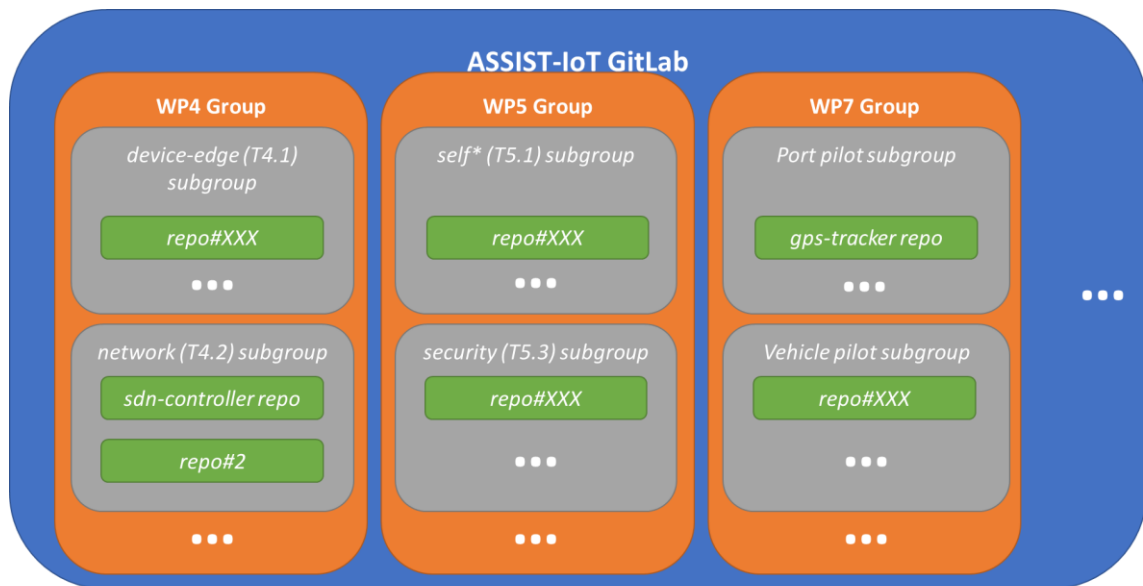 ASSIST-IoT GitLab
WP4 Group
device-edge (T4.1)
subgroup
repo#XXX
...
network (T4.2) subgroup
sdn-controller repo
repo#2
...
WP5 Group
self* (T5.1) subgroup
repo#XXX
...
security (T5.3) subgroup
repo#XXX
...
...
WP7 Group
Port pilot subgroup
gps-tracker repo
...
Vehicle pilot subgroup
repo#XXX
...
...
...